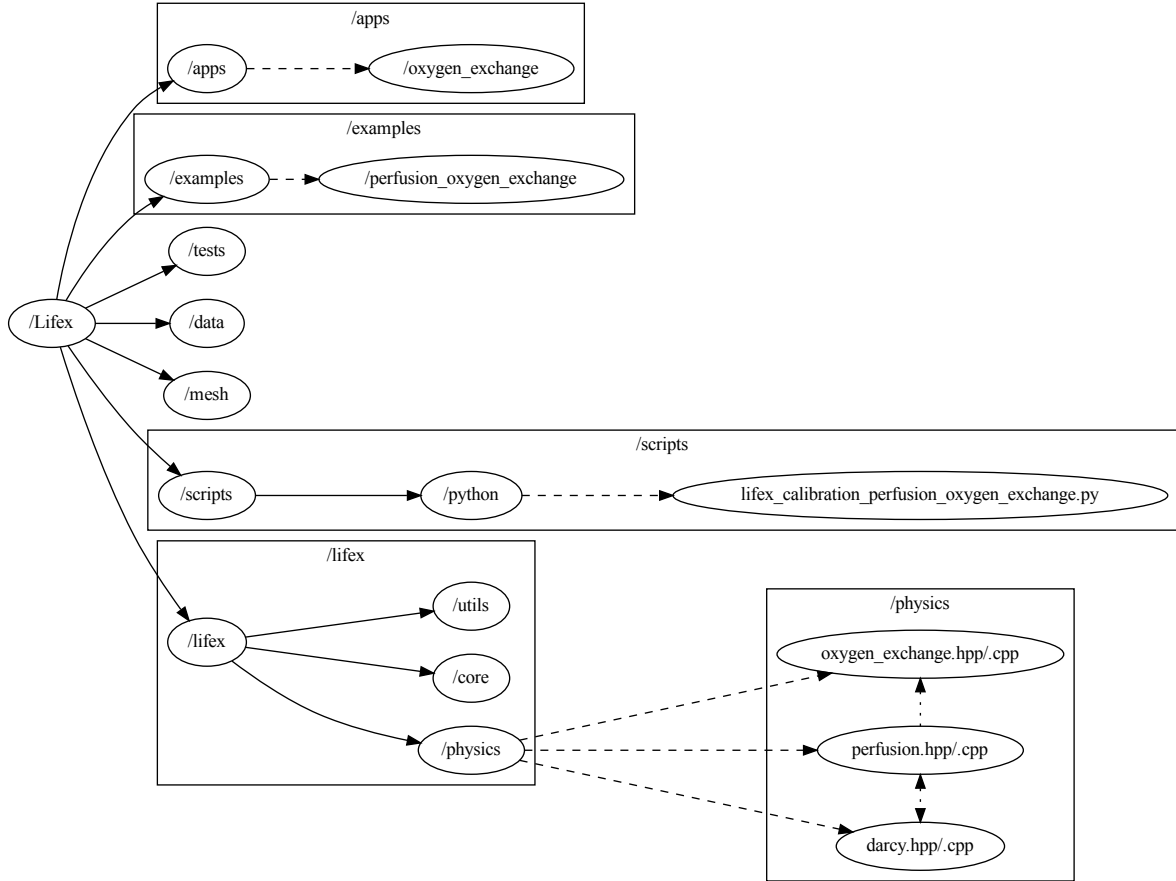 /apps
/apps
/oxygen_exchange
/examples
/examples
/perfusion_oxygen_exchange
/tests
/Lifex
/data
/mesh
/scripts
/scripts
/python
lifex_calibration_perfusion_oxygen_exchange.py
/lifex
/utils
/lifex
/core
/physics
/physics
oxygen_exchange.hpp/.cpp
perfusion.hpp/.cpp
darcy.hpp/.cpp